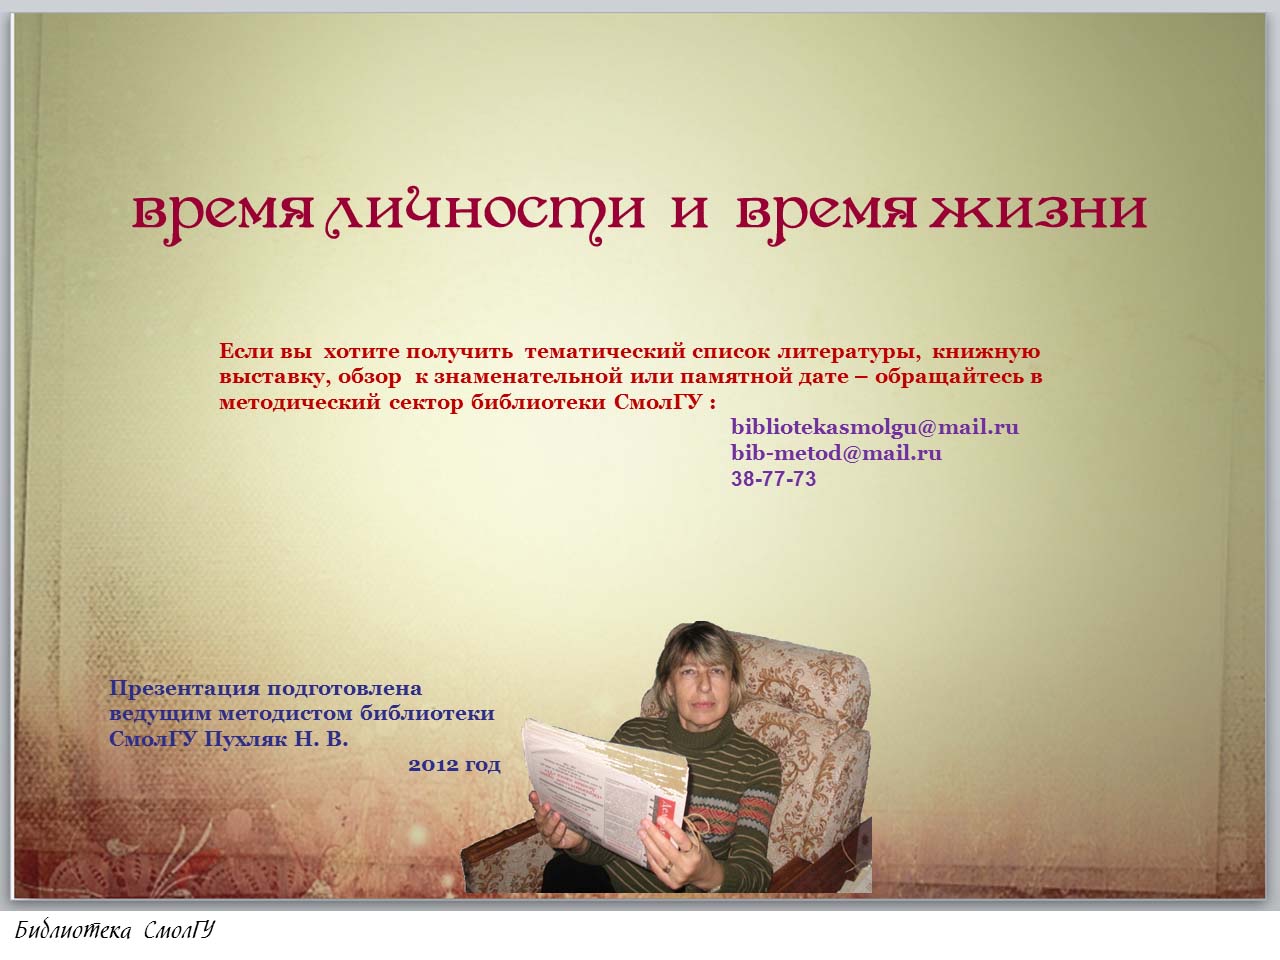 время личности и время жизни
Если вы хотите получить тематический список литературы, книжную
выставку, обзор к знаменательной или памятной дате – обращайтесь в
методический сектор библиотеки СмолГУ :
bibliotekasmolgu@mail.ru
bib-metod@mail.ru
38-77-73
Презентация подготовлена
ведущим методистом библиотеки
СмолГУ Пухляк Н. В.
2012 год
Библиотека СмолГУ